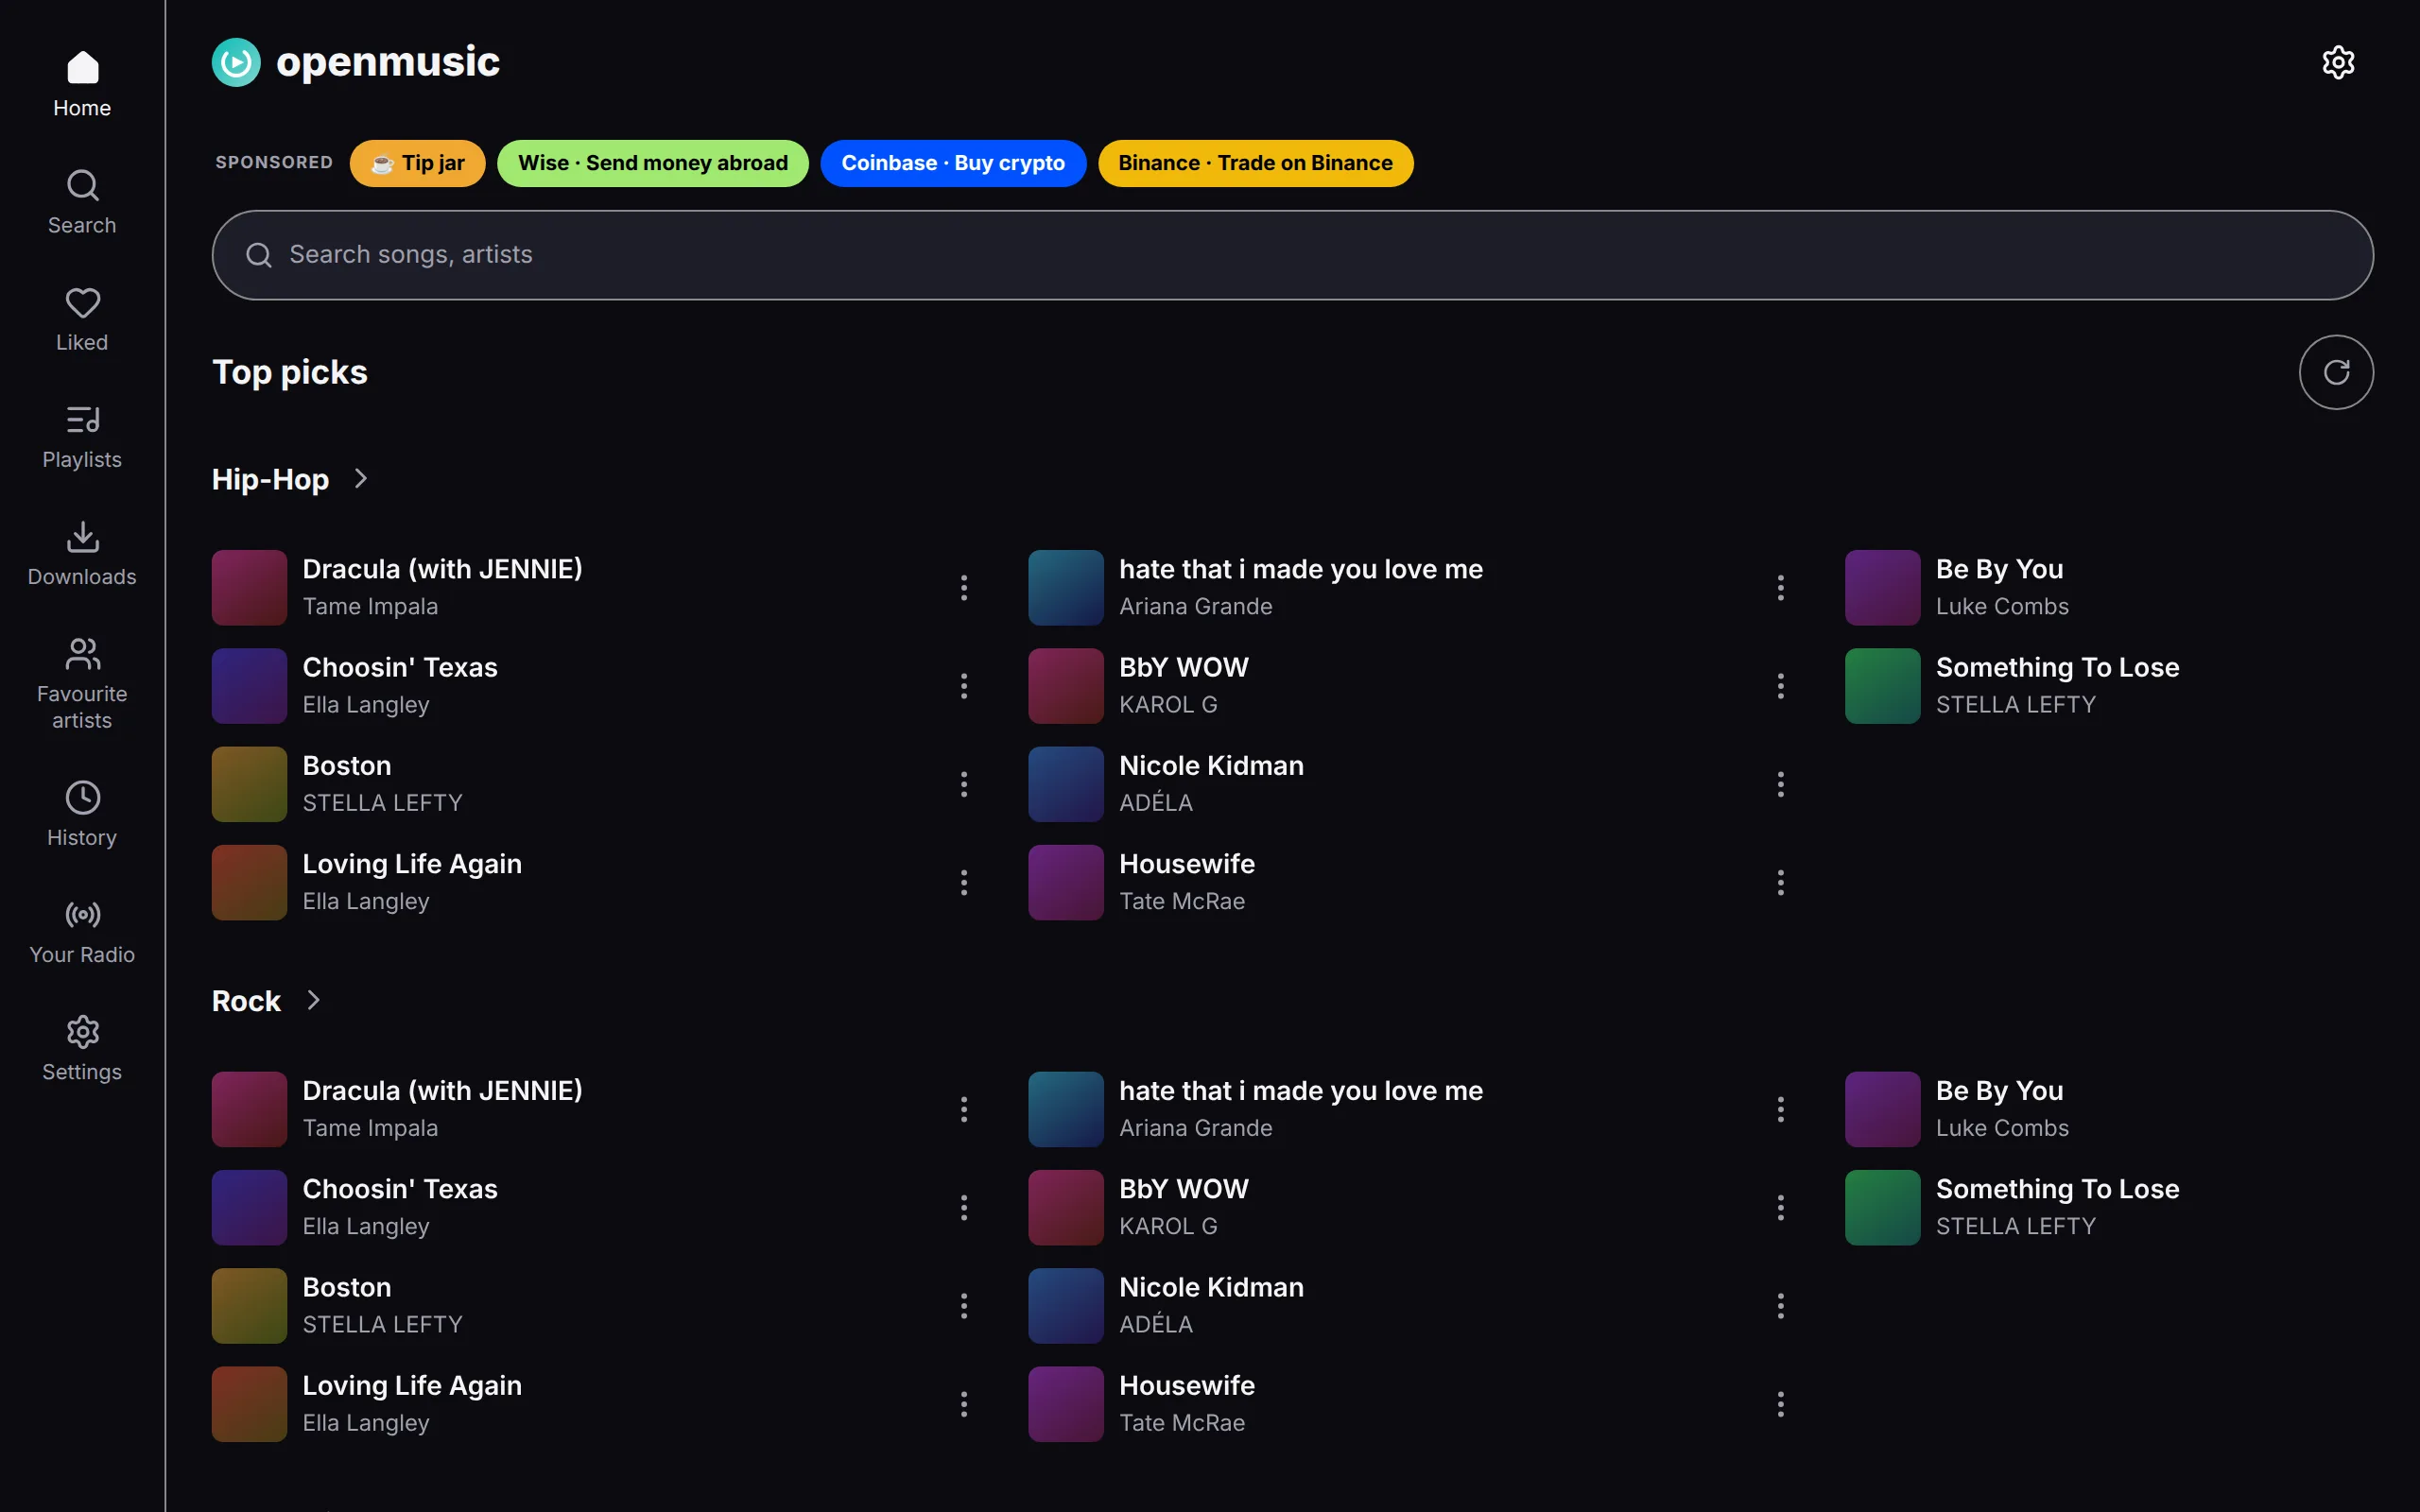 Home
Search
Liked
Playlists
Downloads
Favourite
artists
History
Your Radio
Settings
openmusic
SPONSORED
☕ Tip jar
Wise · Send money abroad
Coinbase · Buy crypto
Binance · Trade on Binance
Search songs, artists
Top picks
Hip-Hop
Dracula (with JENNIE)
Tame Impala
Choosin' Texas
Ella Langley
Boston
STELLA LEFTY
Loving Life Again
Ella Langley
hate that i made you love me
Ariana Grande
BbY WOW
KAROL G
Nicole Kidman
ADÉLA
Housewife
Tate McRae
Be By You
Luke Combs
Something To Lose
STELLA LEFTY
Rock
Dracula (with JENNIE)
Tame Impala
Choosin' Texas
Ella Langley
Boston
STELLA LEFTY
Loving Life Again
Ella Langley
hate that i made you love me
Ariana Grande
BbY WOW
KAROL G
Nicole Kidman
ADÉLA
Housewife
Tate McRae
Be By You
Luke Combs
Something To Lose
STELLA LEFTY